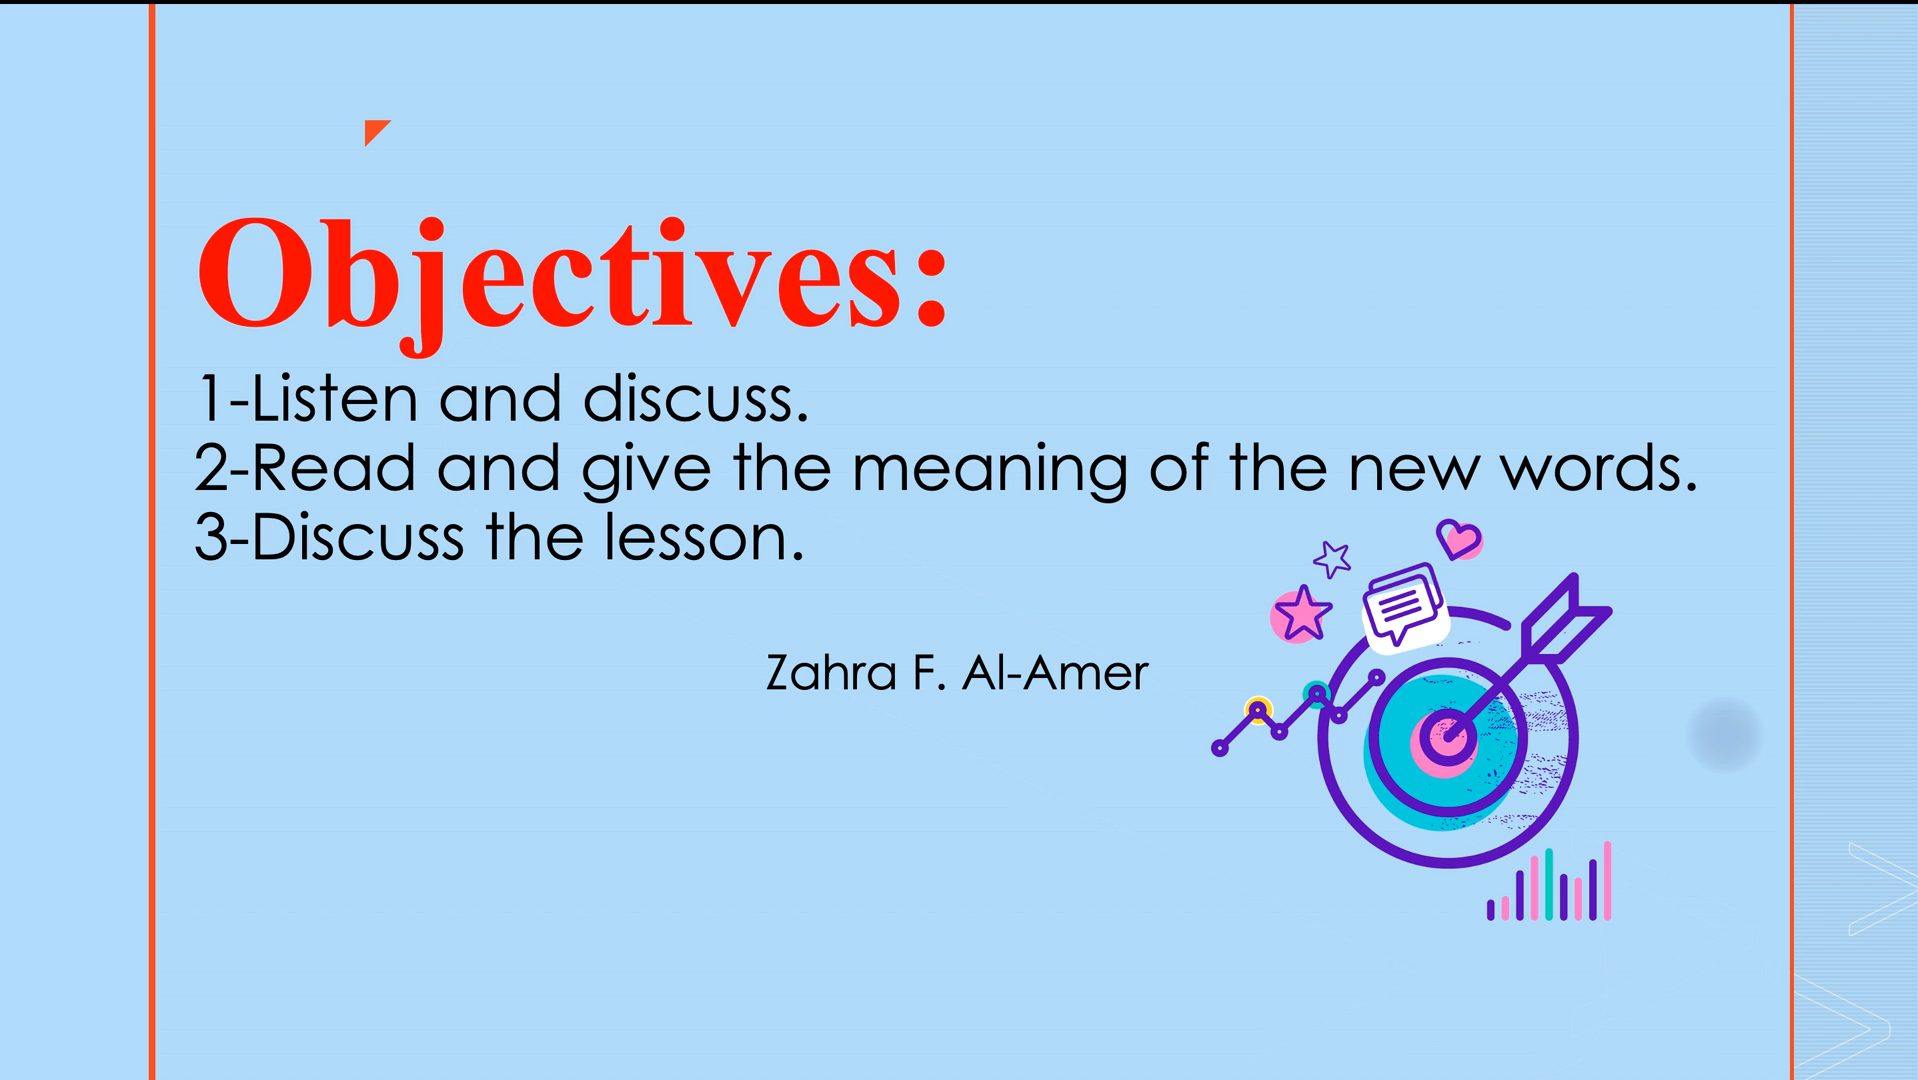 Objectives:
1-Listen and discuss.
2-Read and give the meaning of the new words.
3-Discuss the lesson.
Zahra F. Al-Amer